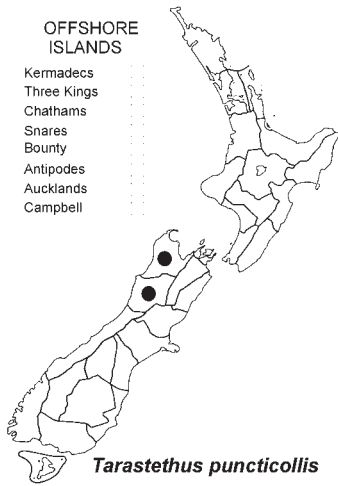 OFFSHORE
ISLANDS
Kermadecs
Three Kings
Chathams
Snares
Bounty
Antipodes
Aucklands
Campbell
Tarastethus puncticollis